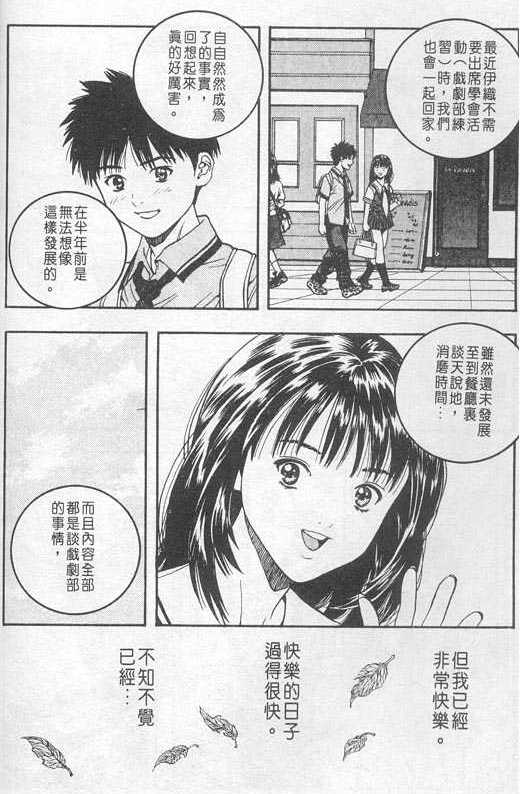 最近伊織不需
要出席學會活
動（戲劇部練
習）時，我們
也會一起回家。
自自然然成為
了的事實，
回想起來，
真的好厲害。
在半年前是
無法想像
這樣發展的。
雖然還未發展
至到餐廳裏
談天說地，
消磨時間…
而且內容全部
都是談戲劇部
的事情，
但我已經
非常快樂。
快樂的日子
過得很快。
不知不覺
已經…